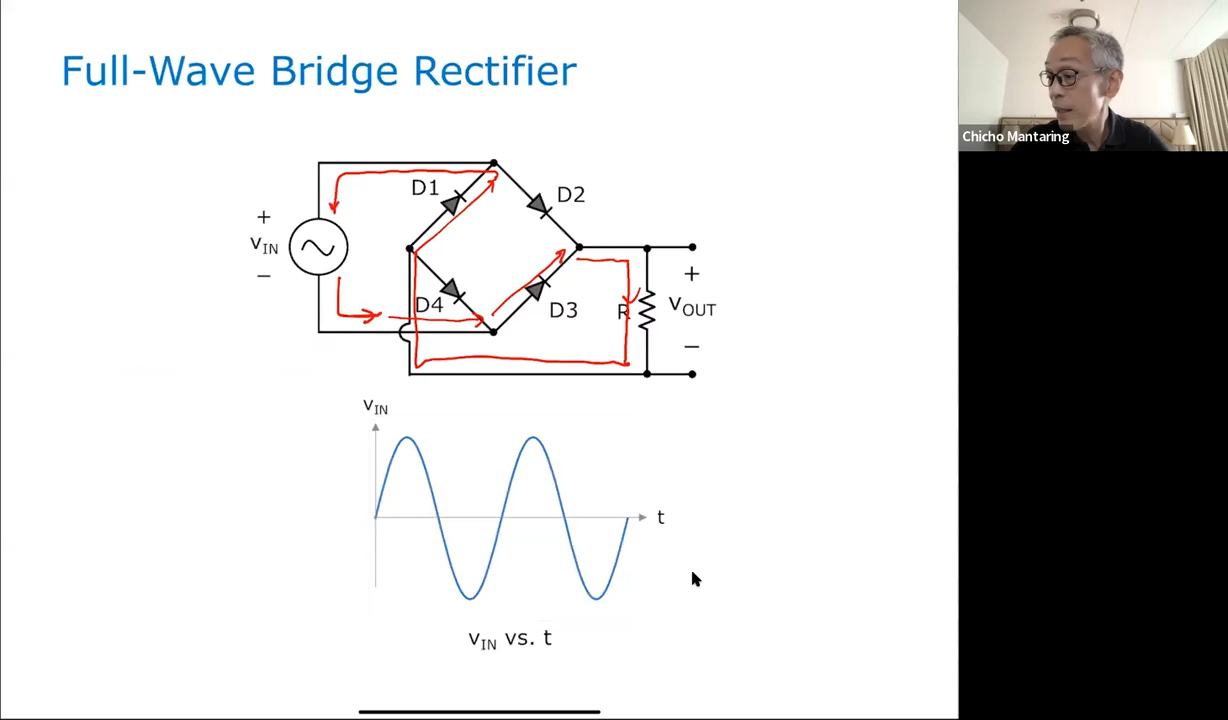 Full-Wave Bridge Rectifier
Chicho Mantaring
D1
D2
+
vIN
−
D4
D3
R
+
vOUT
−
vIN
t
vIN vs. t